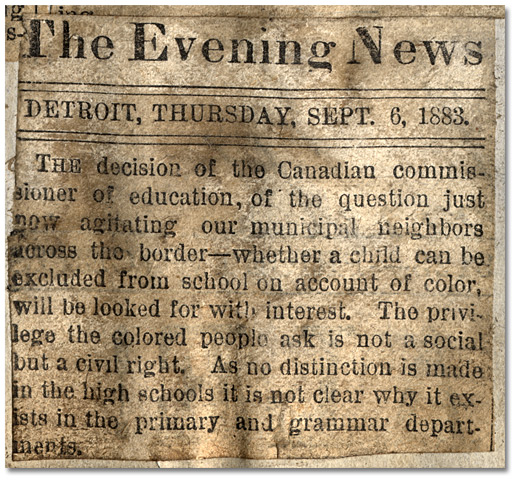 The Evening News
DETROIT, THURSDAY, SEPT. 6, 1883.
THE decision of the Canadian commis-
sioner of education, of the question just
now agitating our municipal neighbors
across the border—whether a child can be
excluded from school on account of color,
will be looked for with interest. The privi-
lege the colored people ask is not a social
but a civil right. As no distinction is made
in the high schools it is not clear why it ex-
ists in the primary and grammar depart-
ments.